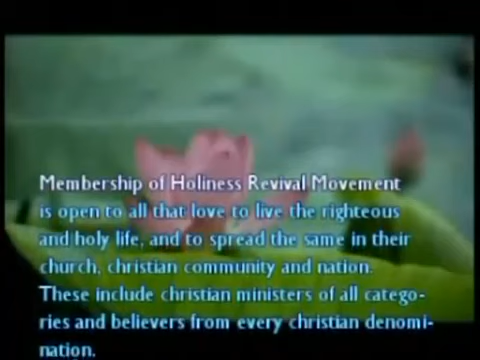 Membership of Holiness Revival Movement
is open to all that love to live the righteous
and holy life, and to spread the same in their
church, christian community and nation.
These include christian ministers of all catego-
ries and believers from every christian denomi-
nation.